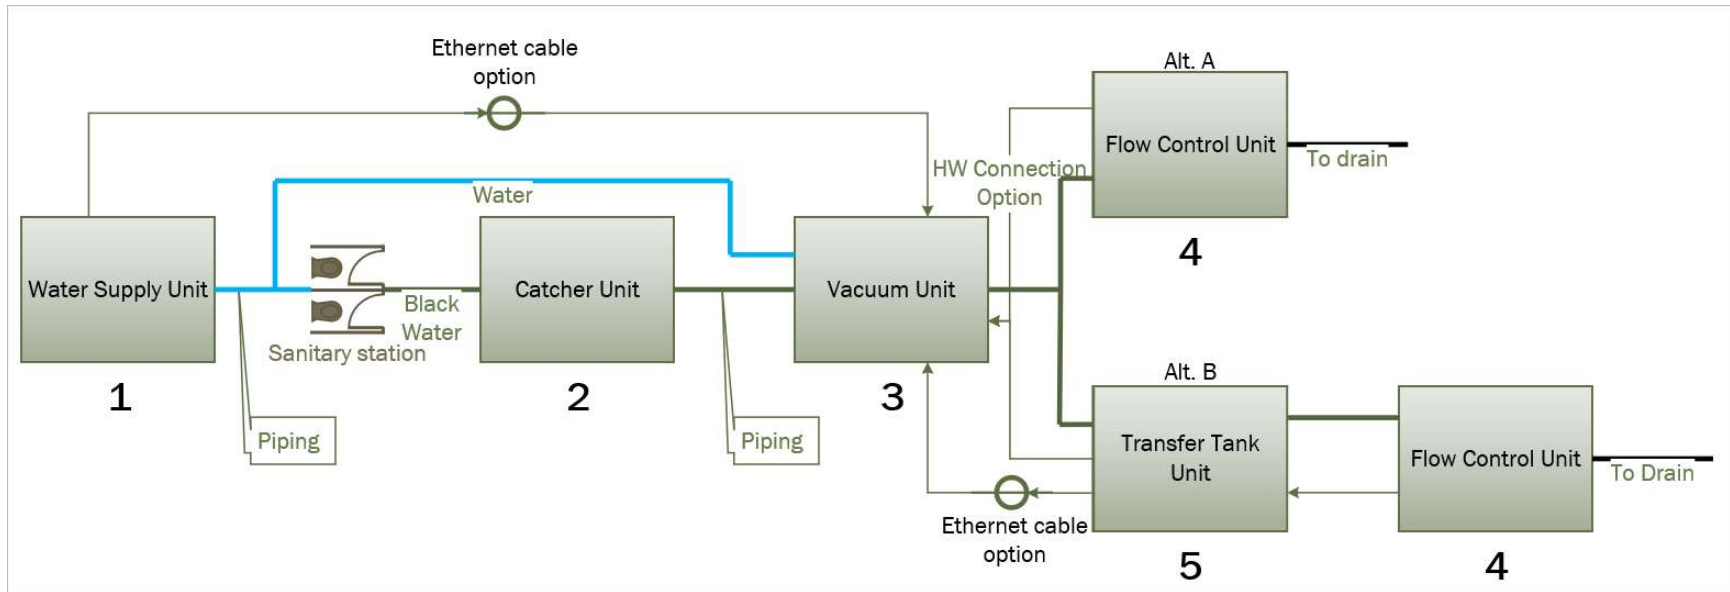 Ethernet cable
option
Alt. A
Flow Control Unit
To drain
HW Connection
Option
Water
4
Water Supply Unit
Catcher Unit
Vacuum Unit
Black
Water
Sanitary station
1
2
3
Piping
Piping
Alt. B
Transfer Tank
Unit
Flow Control Unit
To Drain
Ethernet cable
option
5
4